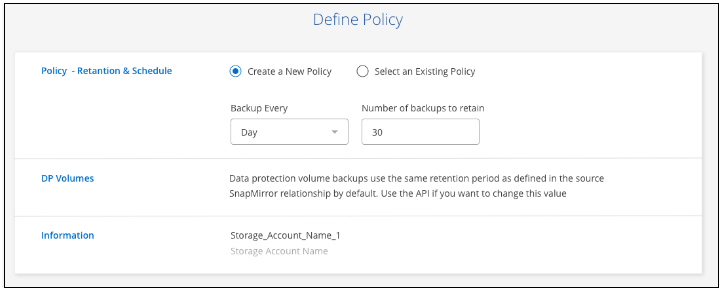 Define Policy
Policy - Retantion & Schedule
Create a New Policy
Select an Existing Policy
Backup Every
Number of backups to retain
Day
30
DP Volumes
Data protection volume backups use the same retention period as defined in the source
SnapMirror relationship by default. Use the API if you want to change this value
Information
Storage_Account_Name_1
Storage Account Name